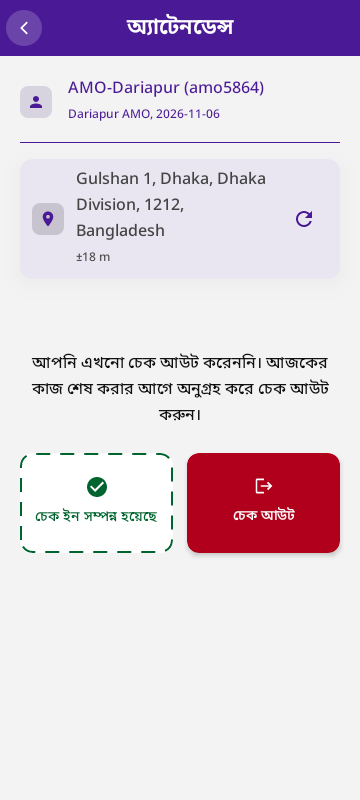 অ্যাটেনডেন্স
AMO-Dariapur (amo5864)
Dariapur AMO, 2026-11-06
Gulshan 1, Dhaka, Dhaka
Division, 1212,
Bangladesh
±18 m
আপনি এখনো চেক আউট করেননি। আজকের
কাজ শেষ করার আগে অনুগ্রহ করে চেক আউট
করুন।
চেক ইন সম্পন্ন হয়েছে
চেক আউট